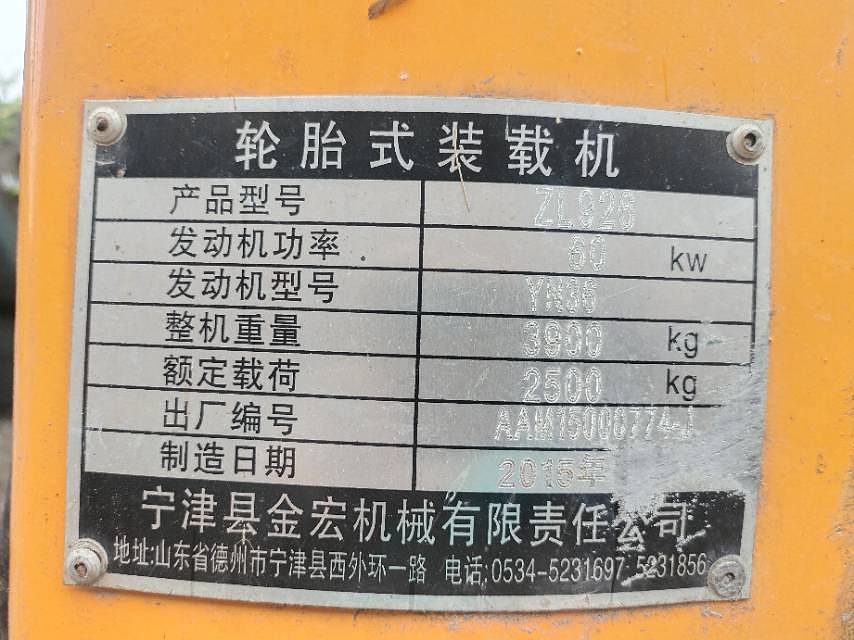 轮胎式装载机
产品型号 ZL928
发动机功率 60 kw
发动机型号 YN36
整机重量 3900 kg
额定载荷 2500 kg
出厂编号 AAM15000774-J
制造日期 2015年
宁津县金宏机械有限责任公司
地址:山东省德州市宁津县西外环一路 电话:0534-5231697 5231856